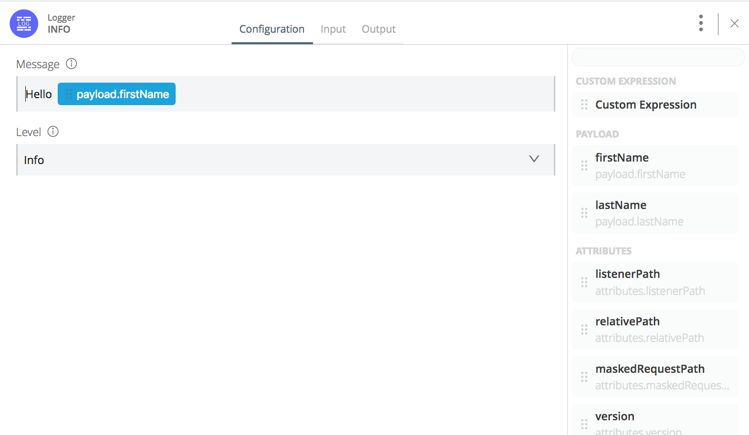 Logger
INFO
Configuration
Input
Output
Message
Hello payload.firstName
Level
Info
CUSTOM EXPRESSION
Custom Expression
PAYLOAD
firstName
payload.firstName
lastName
payload.lastName
ATTRIBUTES
listenerPath
attributes.listenerPath
relativePath
attributes.relativePath
maskedRequestPath
attributes.maskedReques...
version
attributes.version